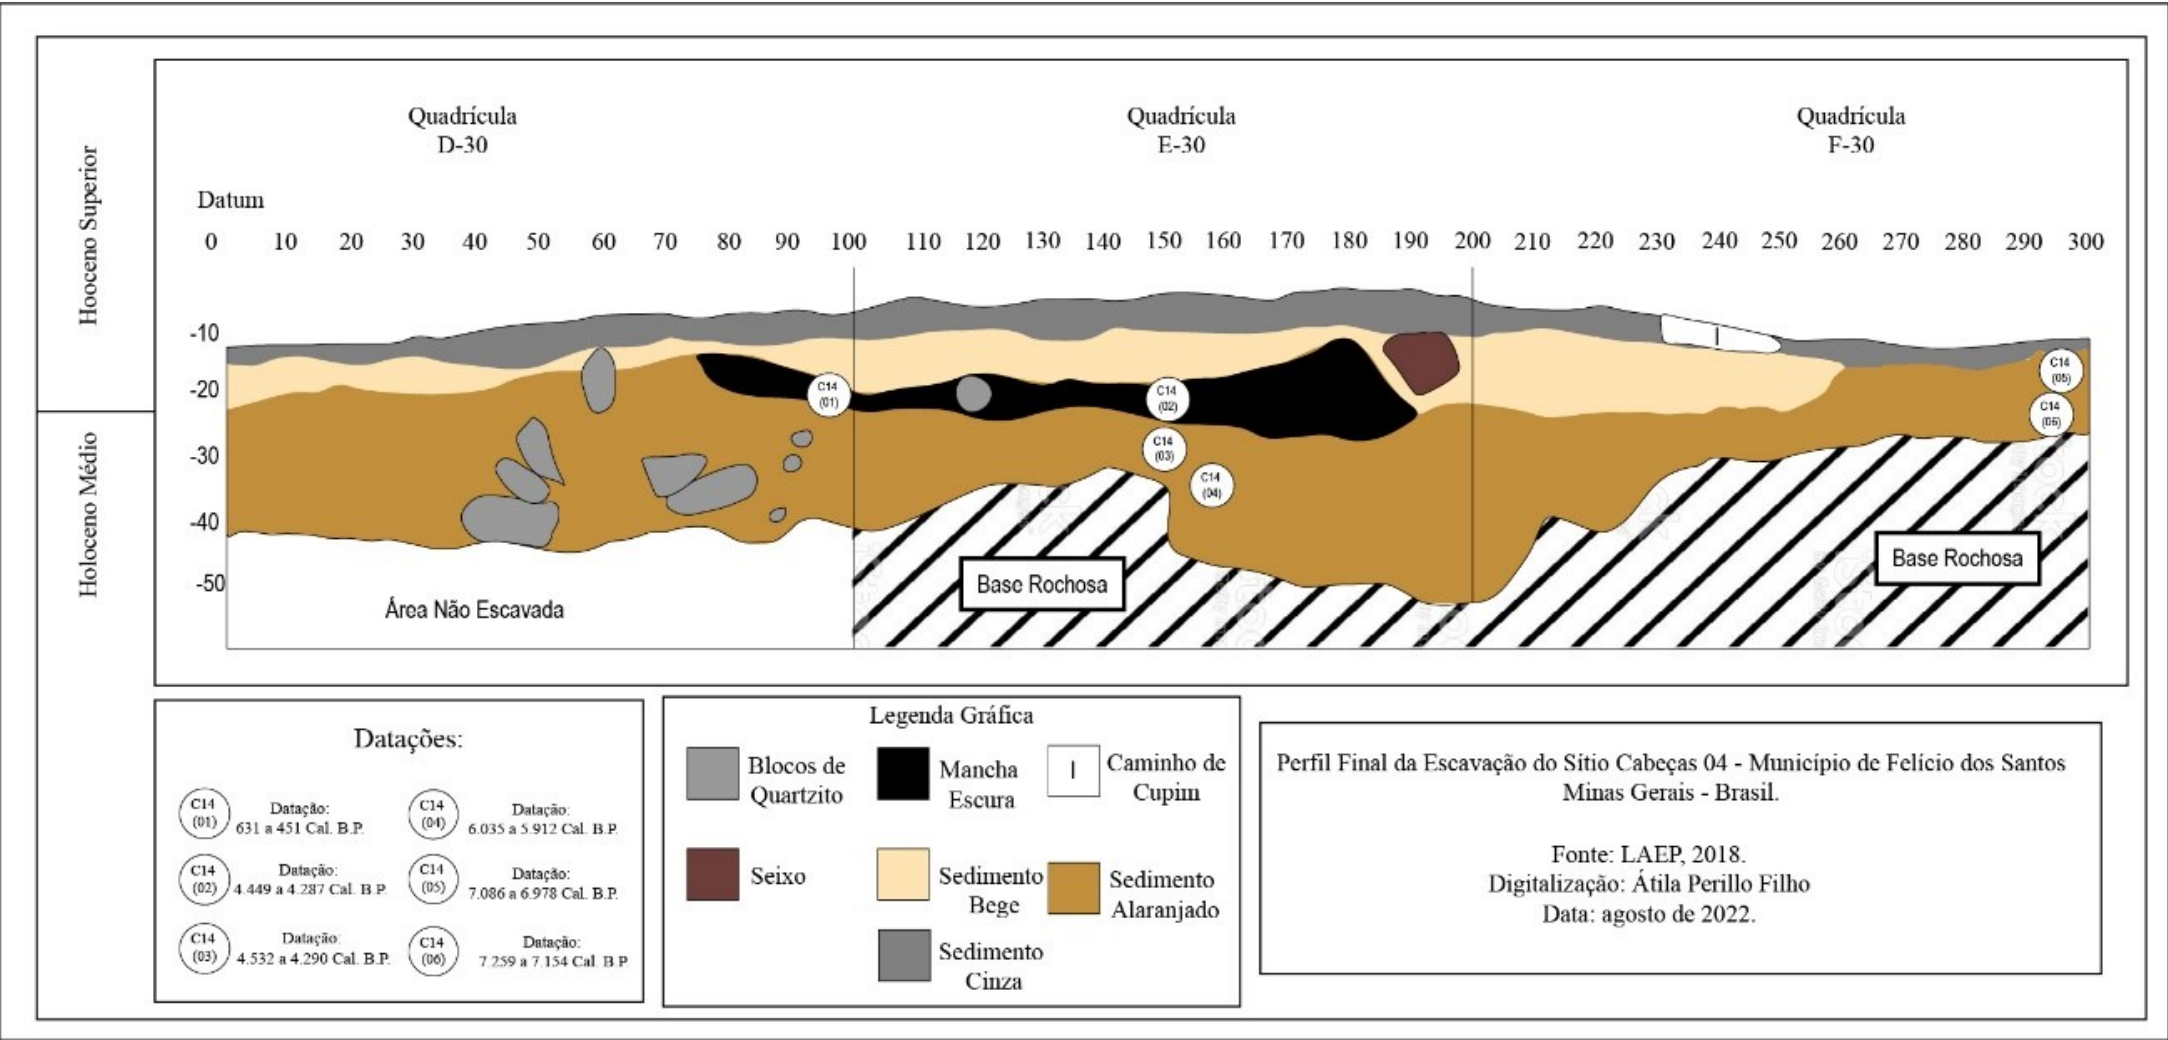 Quadrícula
D-30
Quadrícula
E-30
Quadrícula
F-30
Hooceno Superior
Holoceno Médio
Datum
0 10 20 30 40 50 60 70 80 90 100 110 120 130 140 150 160 170 180 190 200 210 220 230 240 250 260 270 280 290 300
-10
-20
-30
-40
-50
C14
(01)
C14
(02)
C14
(03)
C14
(04)
C14
(05)
C14
(06)
Área Não Escavada
Base Rochosa
Base Rochosa
Datações:
C14
(01)
Datação:
631 a 451 Cal. B.P.
C14
(02)
Datação:
4.449 a 4.287 Cal. B.P.
C14
(03)
Datação:
4.532 a 4.290 Cal. B.P.
C14
(04)
Datação:
6.035 a 5.912 Cal. B.P.
C14
(05)
Datação:
7.086 a 6.978 Cal. B.P.
C14
(06)
Datação:
7.259 a 7.154 Cal. B.P.
Legenda Gráfica
Blocos de
Quartzito
Mancha
Escura
Caminho de
Cupim
Seixo
Sedimento
Bege
Sedimento
Alaranjado
Sedimento
Cinza
Perfil Final da Escavação do Sítio Cabeças 04 - Município de Felício dos Santos
Minas Gerais - Brasil.
Fonte: LAEP, 2018.
Digitalização: Átila Perillo Filho
Data: agosto de 2022.